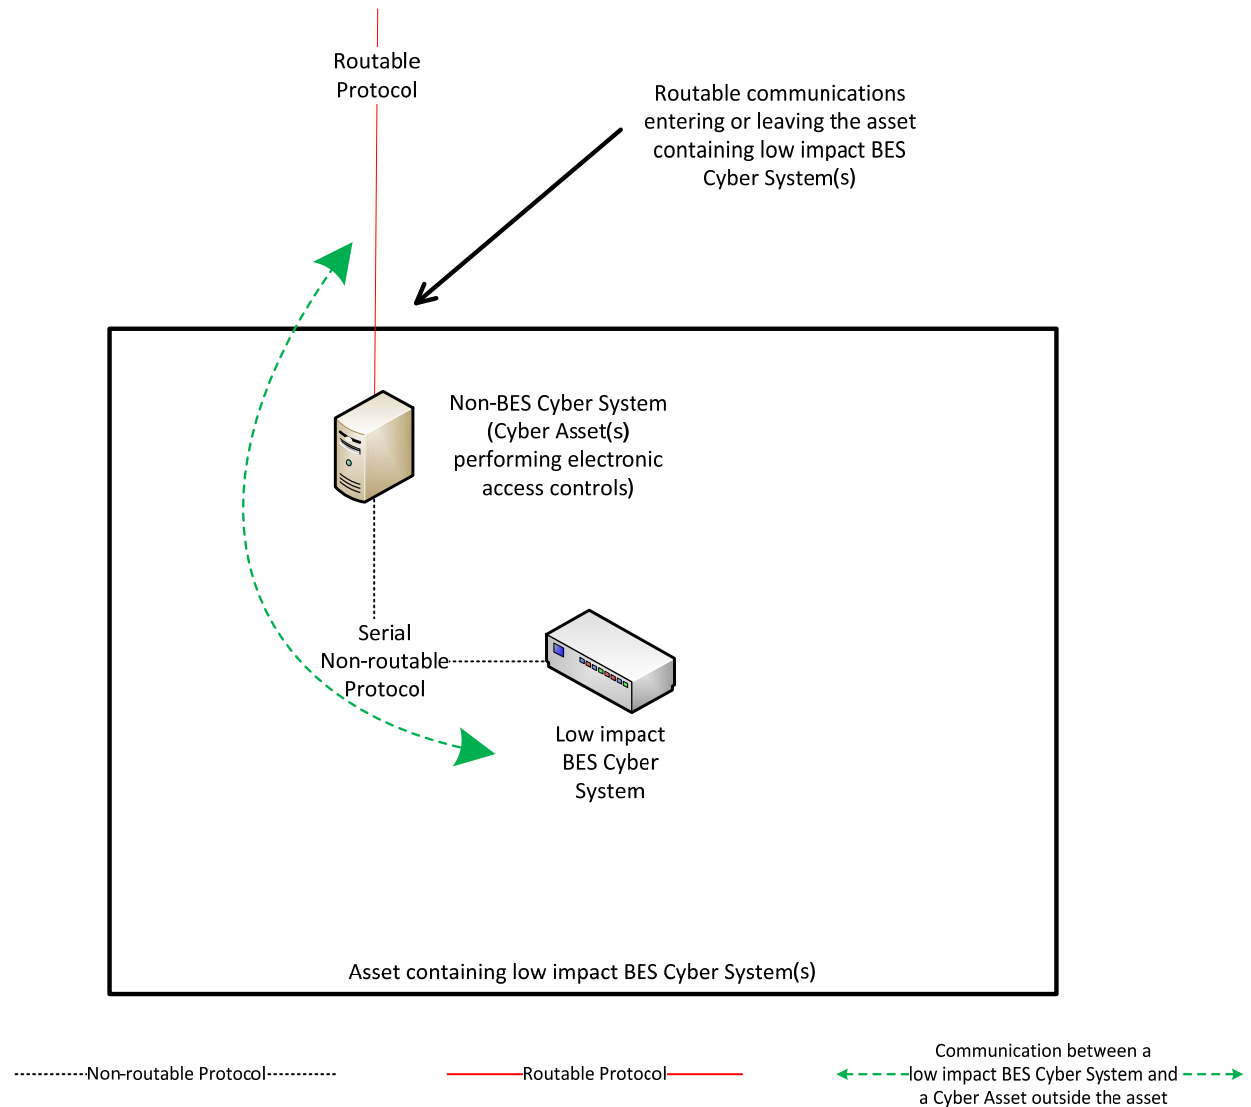 Routable
Protocol
Routable communications
entering or leaving the asset
containing low impact BES
Cyber System(s)
Non-BES Cyber System
(Cyber Asset(s)
performing electronic
access controls)
Serial
Non-routable
Protocol
Low impact
BES Cyber
System
Asset containing low impact BES Cyber System(s)
Non-routable Protocol
Routable Protocol
Communication between a
low impact BES Cyber System and
a Cyber Asset outside the asset